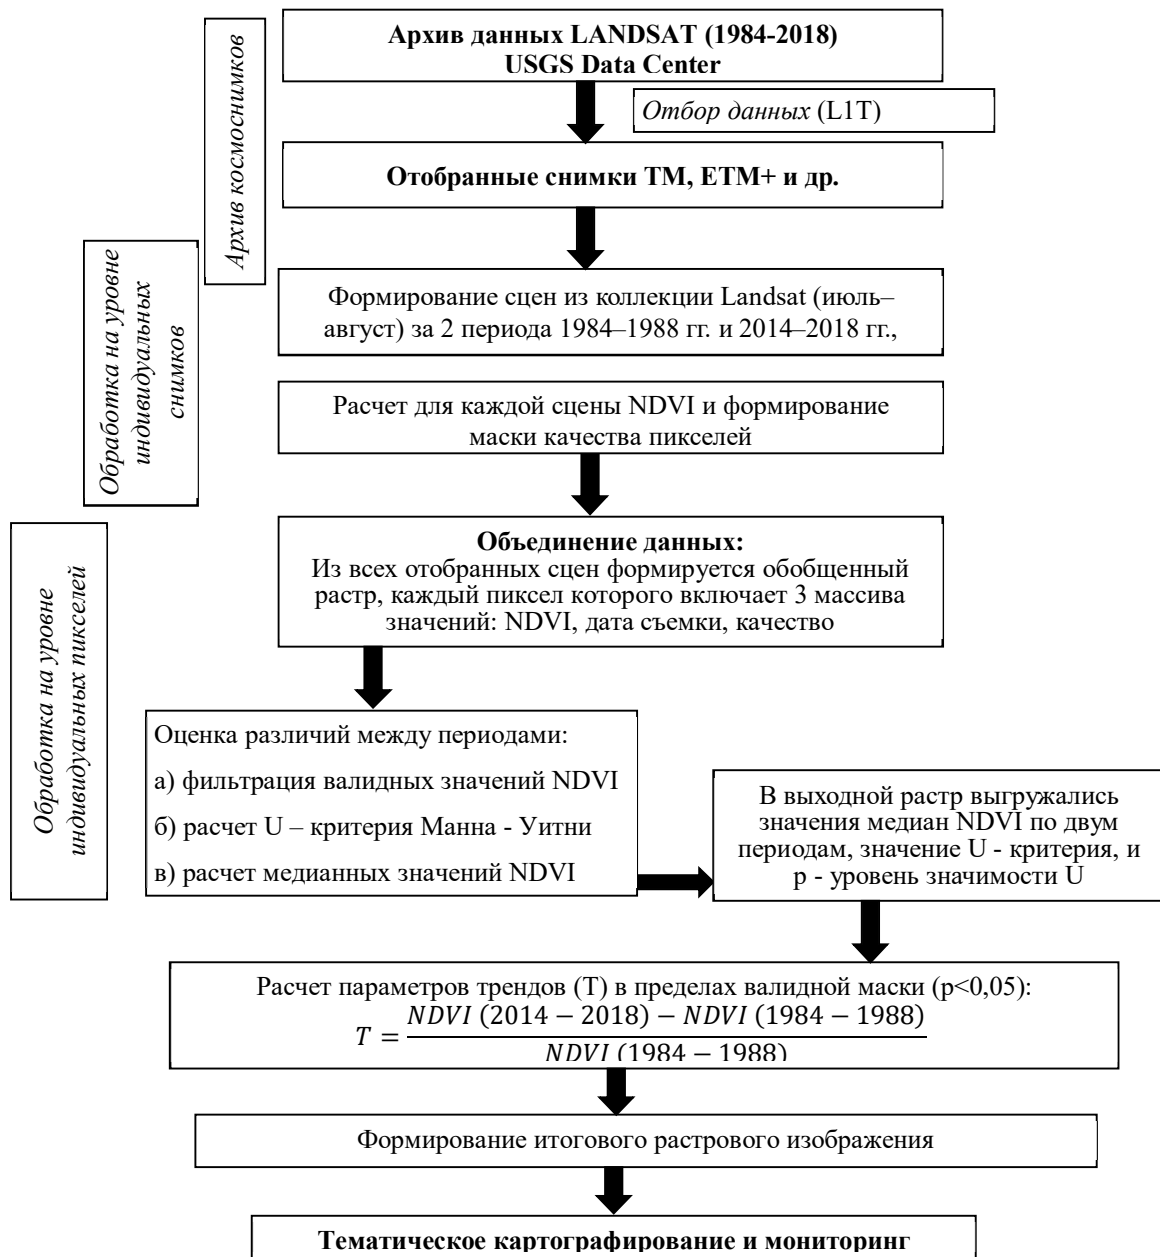 Архив данных LANDSAT (1984-2018)
USGS Data Center
Отбор данных (L1T)
Архив космоснимков
Отобранные снимки TM, ETM+ и др.
Формирование сцен из коллекции Landsat (июль–
август) за 2 периода 1984–1988 гг. и 2014–2018 гг.,
Обработка на уровне
индивидуальных
снимков
Расчет для каждой сцены NDVI и формирование
маски качества пикселей
Объединение данных:
Из всех отобранных сцен формируется обобщенный
растр, каждый пиксел которого включает 3 массива
значений: NDVI, дата съемки, качество
Обработка на уровне
индивидуальных пикселей
Оценка различий между периодами:
а) фильтрация валидных значений NDVI
б) расчет U – критерия Манна - Уитни
в) расчет медианных значений NDVI
В выходной растр выгружались
значения медиан NDVI по двум
периодам, значение U - критерия, и
p - уровень значимости U
Расчет параметров трендов (T) в пределах валидной маски (p<0,05):
NDVI (2014 − 2018) − NDVI (1984 − 1988)
T =
NDVI (1984 − 1988)
Формирование итогового растрового изображения
Тематическое картографирование и мониторинг